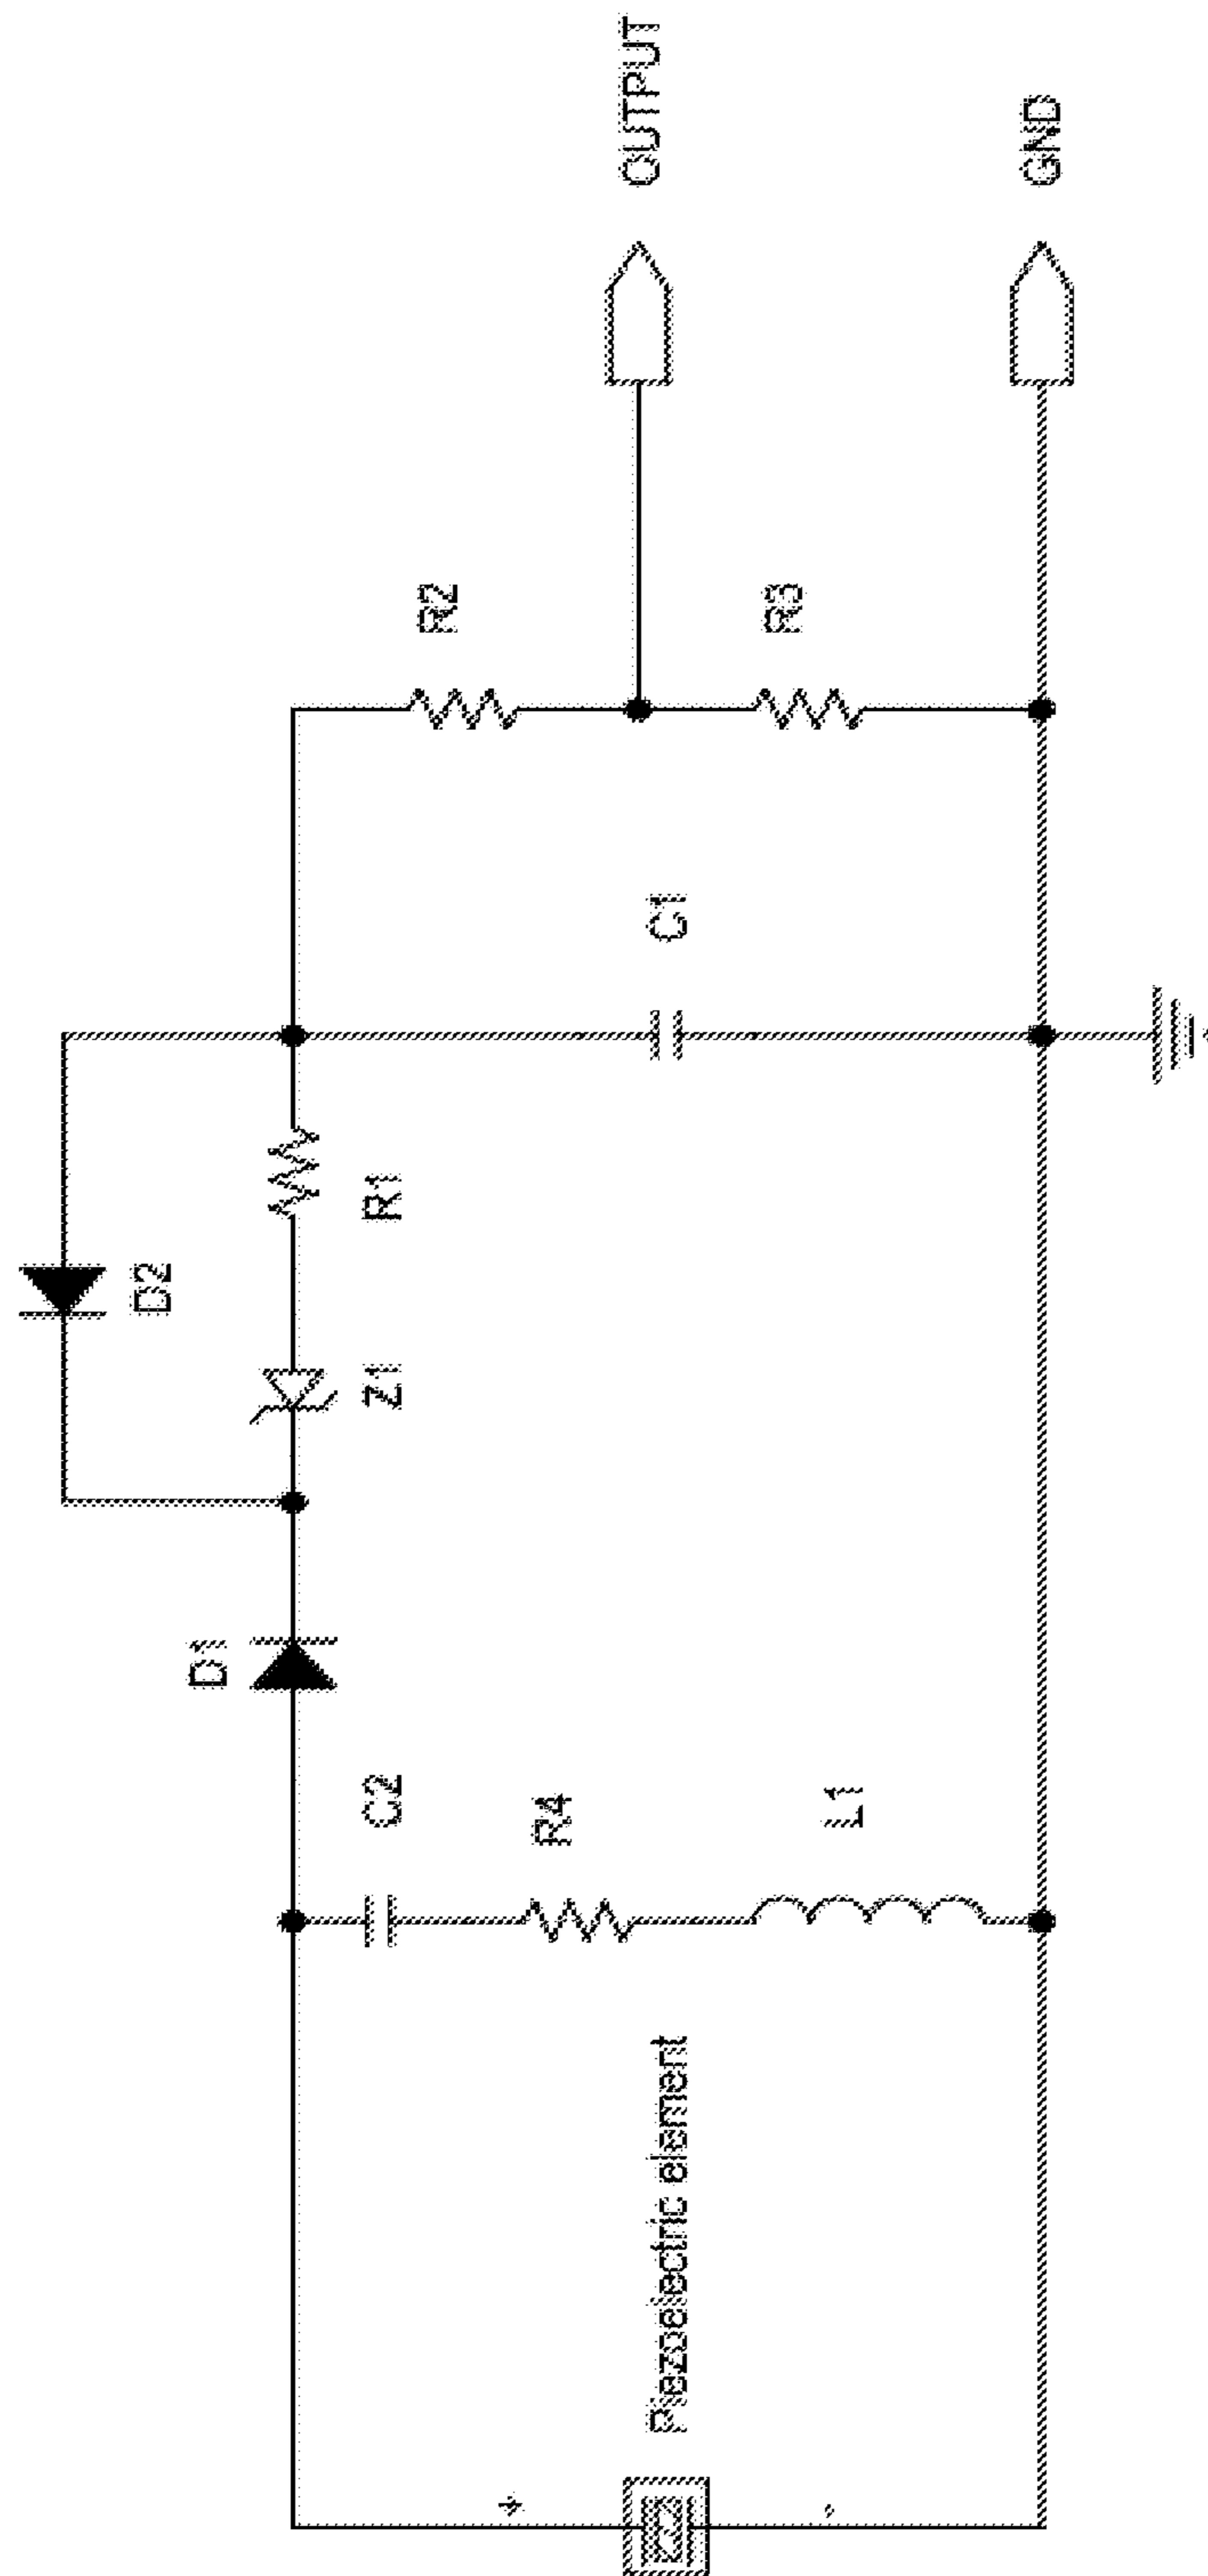 Piezoelectric element
+
-
C2
R4
L1
D1
D2
Z1
R1
C1
R2
R3
OUTPUT
GND